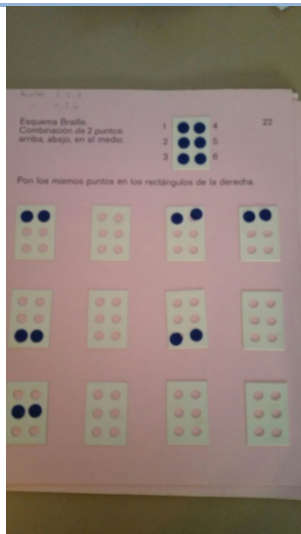 Esquema Braille.
Combinación de 2 puntos:
arriba, abajo, en el medio.
1 4
2 5
3 6
22
Pon los mismos puntos en los rectángulos de la derecha.